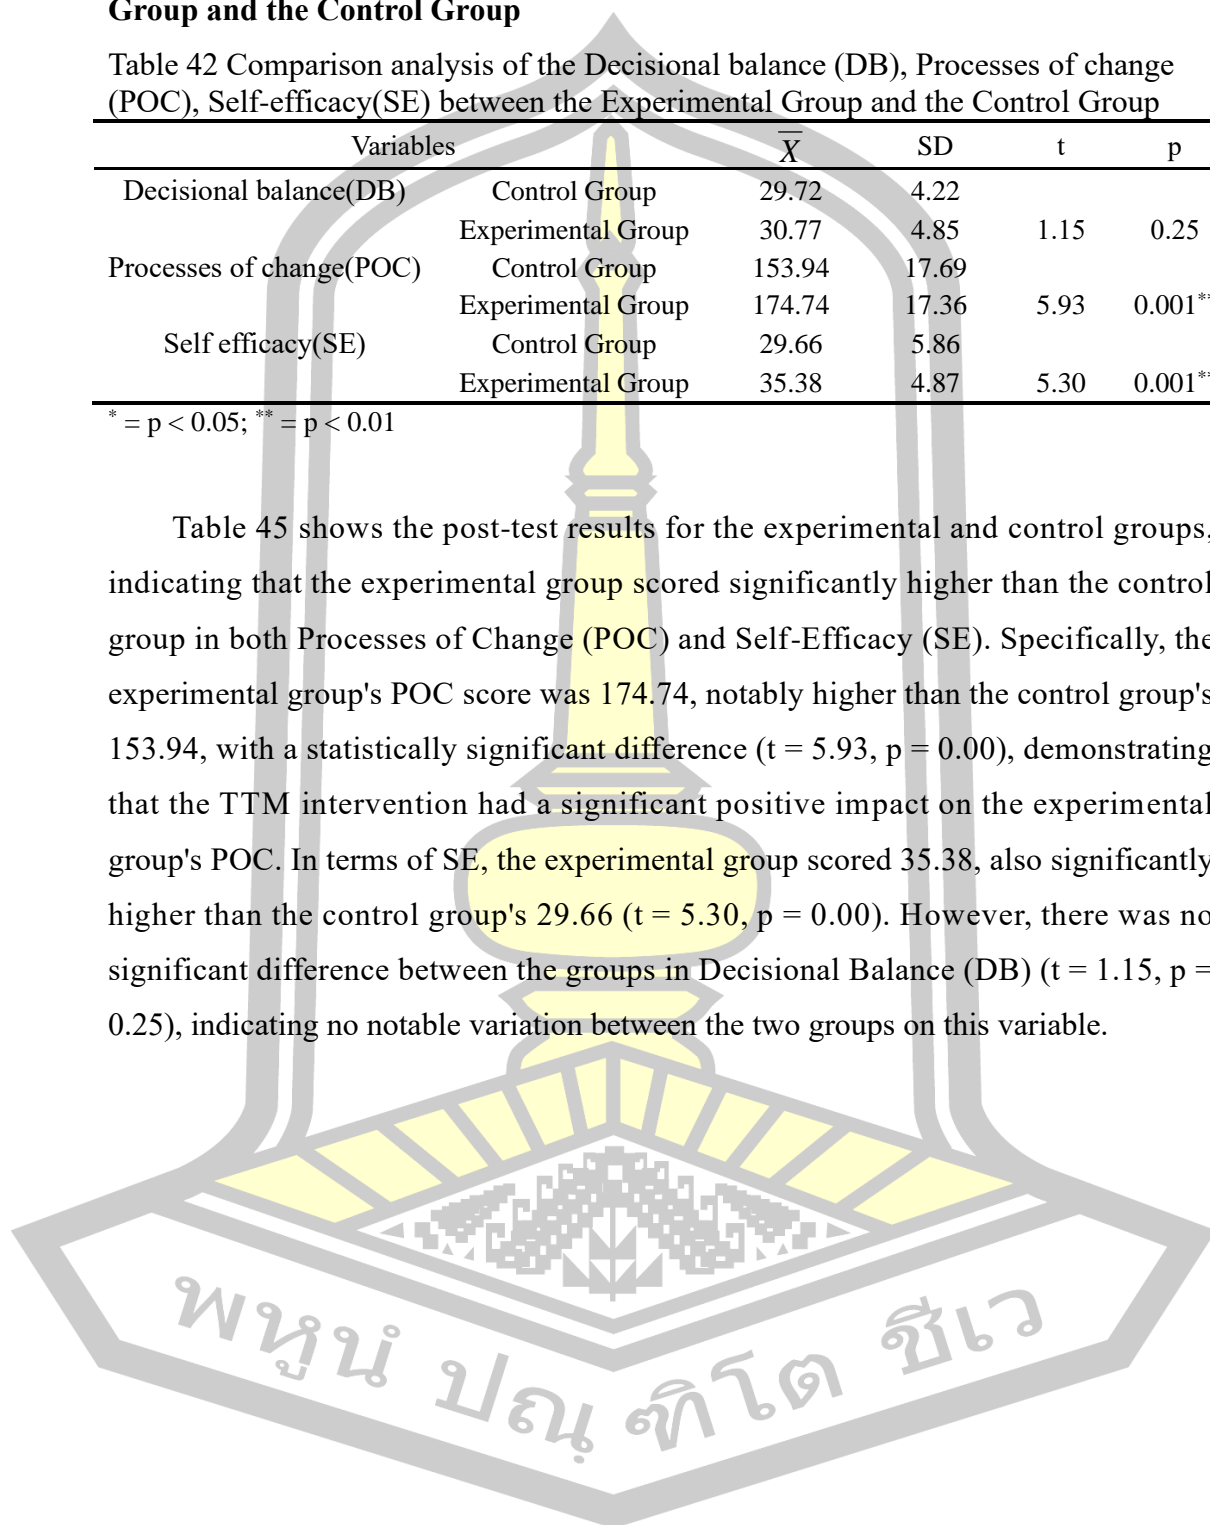 Group and the Control Group
Table 42 Comparison analysis of the Decisional balance (DB), Processes of change
(POC), Self-efficacy(SE) between the Experimental Group and the Control Group
Variables X̅ SD t p
Decisional balance(DB) Control Group 29.72 4.22
Experimental Group 30.77 4.85 1.15 0.25
Processes of change(POC) Control Group 153.94 17.69
Experimental Group 174.74 17.36 5.93 0.001**
Self efficacy(SE) Control Group 29.66 5.86
Experimental Group 35.38 4.87 5.30 0.001**
* = p < 0.05; ** = p < 0.01
Table 45 shows the post-test results for the experimental and control groups,
indicating that the experimental group scored significantly higher than the control
group in both Processes of Change (POC) and Self-Efficacy (SE). Specifically, the
experimental group's POC score was 174.74, notably higher than the control group's
153.94, with a statistically significant difference (t = 5.93, p = 0.00), demonstrating
that the TTM intervention had a significant positive impact on the experimental
group's POC. In terms of SE, the experimental group scored 35.38, also significantly
higher than the control group's 29.66 (t = 5.30, p = 0.00). However, there was no
significant difference between the groups in Decisional Balance (DB) (t = 1.15, p =
0.25), indicating no notable variation between the two groups on this variable.
พหูนํ ปณฺฑิโต ชีเว